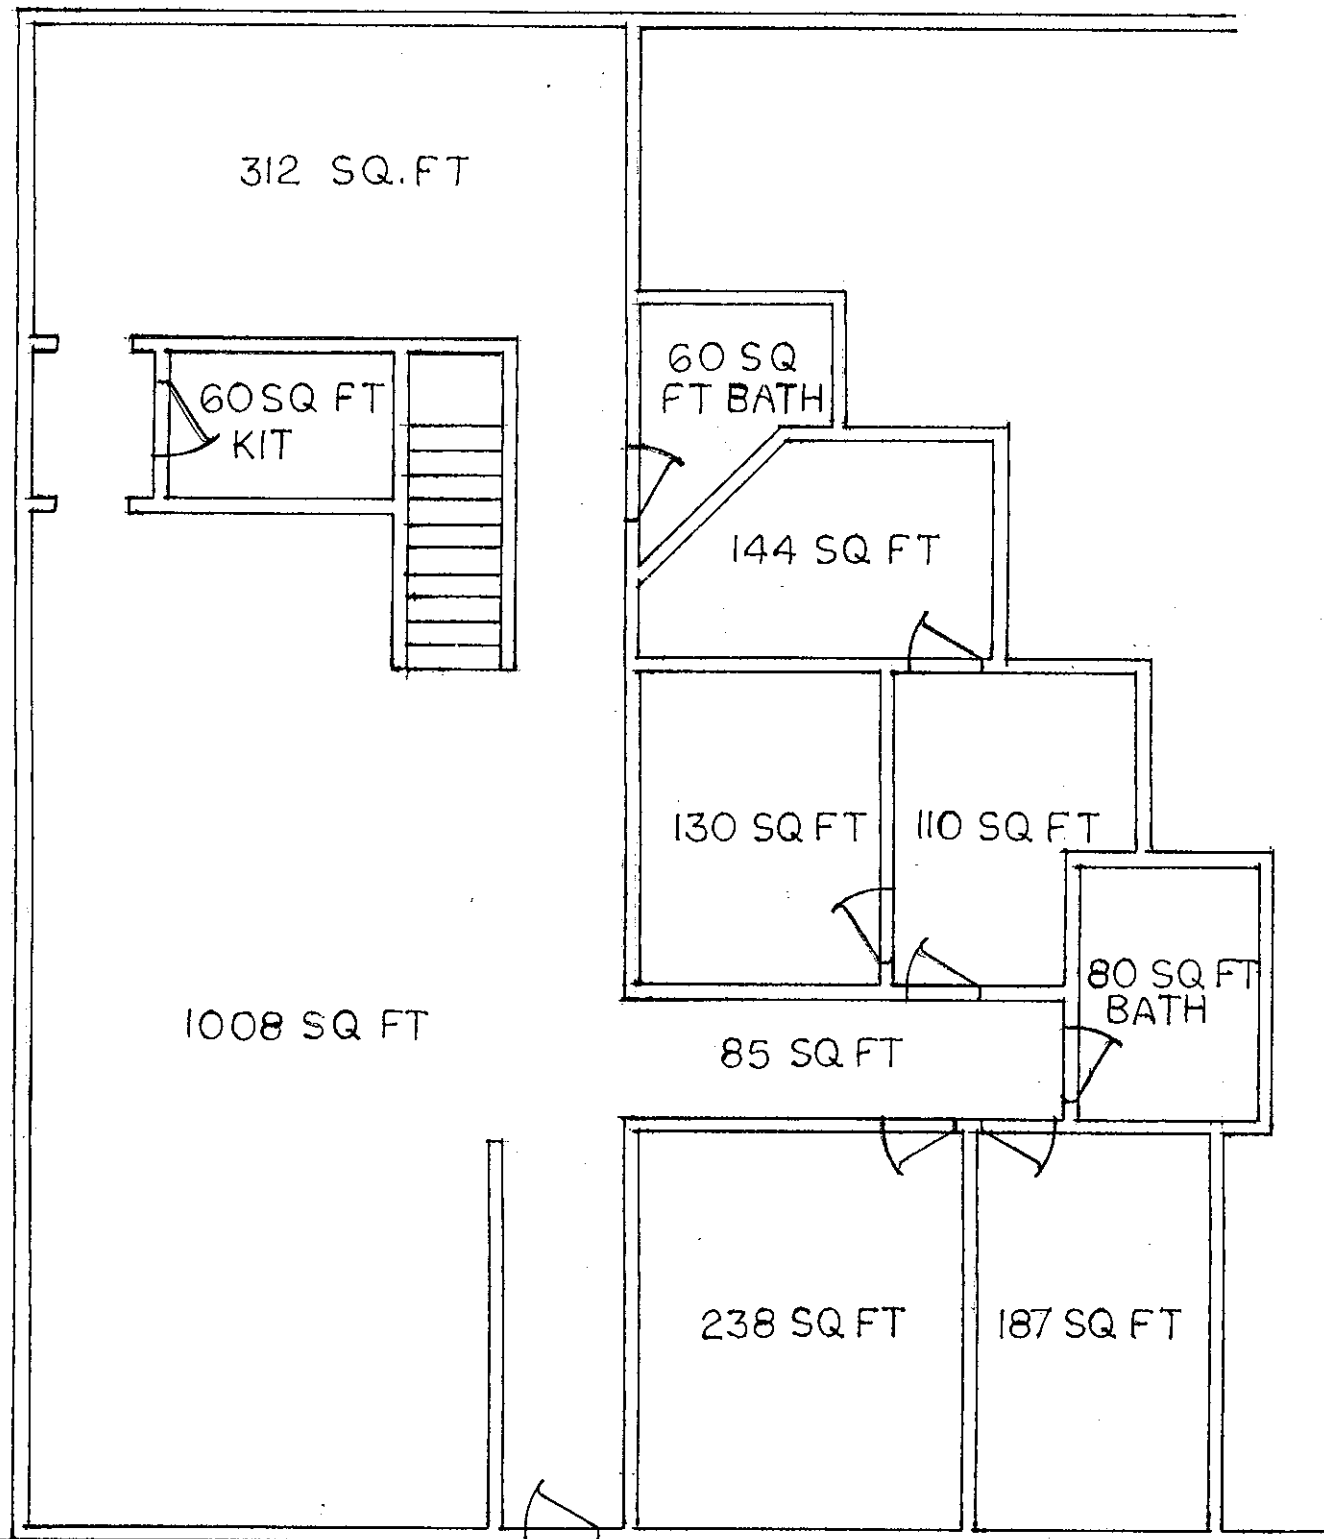 312 SQ. FT
60 SQ
FT BATH
60 SQ FT
KIT
144 SQ FT
130 SQ FT
110 SQ FT
80 SQ FT
BATH
1008 SQ FT
85 SQ FT
238 SQ FT
187 SQ FT